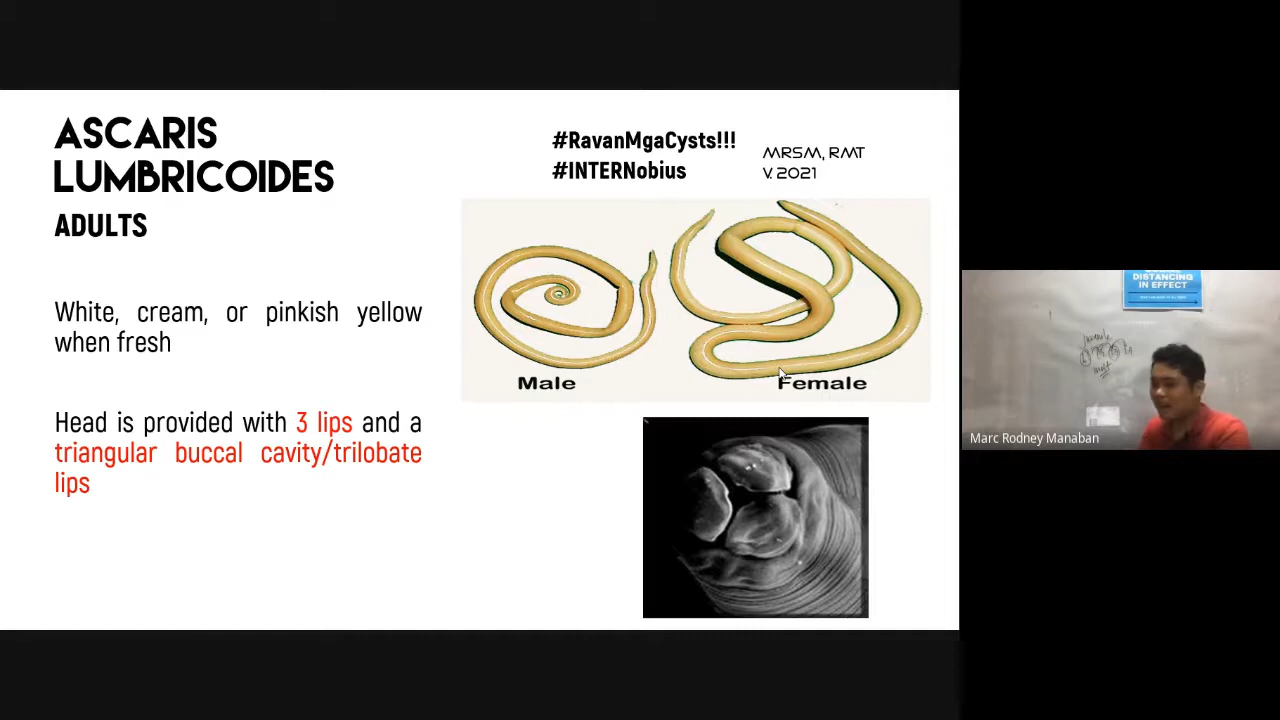 ASCARIS
LUMBRICOIDES
ADULTS
White, cream, or pinkish yellow
when fresh
Head is provided with 3 lips and a
triangular buccal cavity/trilobate
lips
#RavanMgaCysts!!!
#INTERNobius
MRSM, RMT
V. 2021
Male
Female
DISTANCING
IN EFFECT
Marc Rodney Manaban